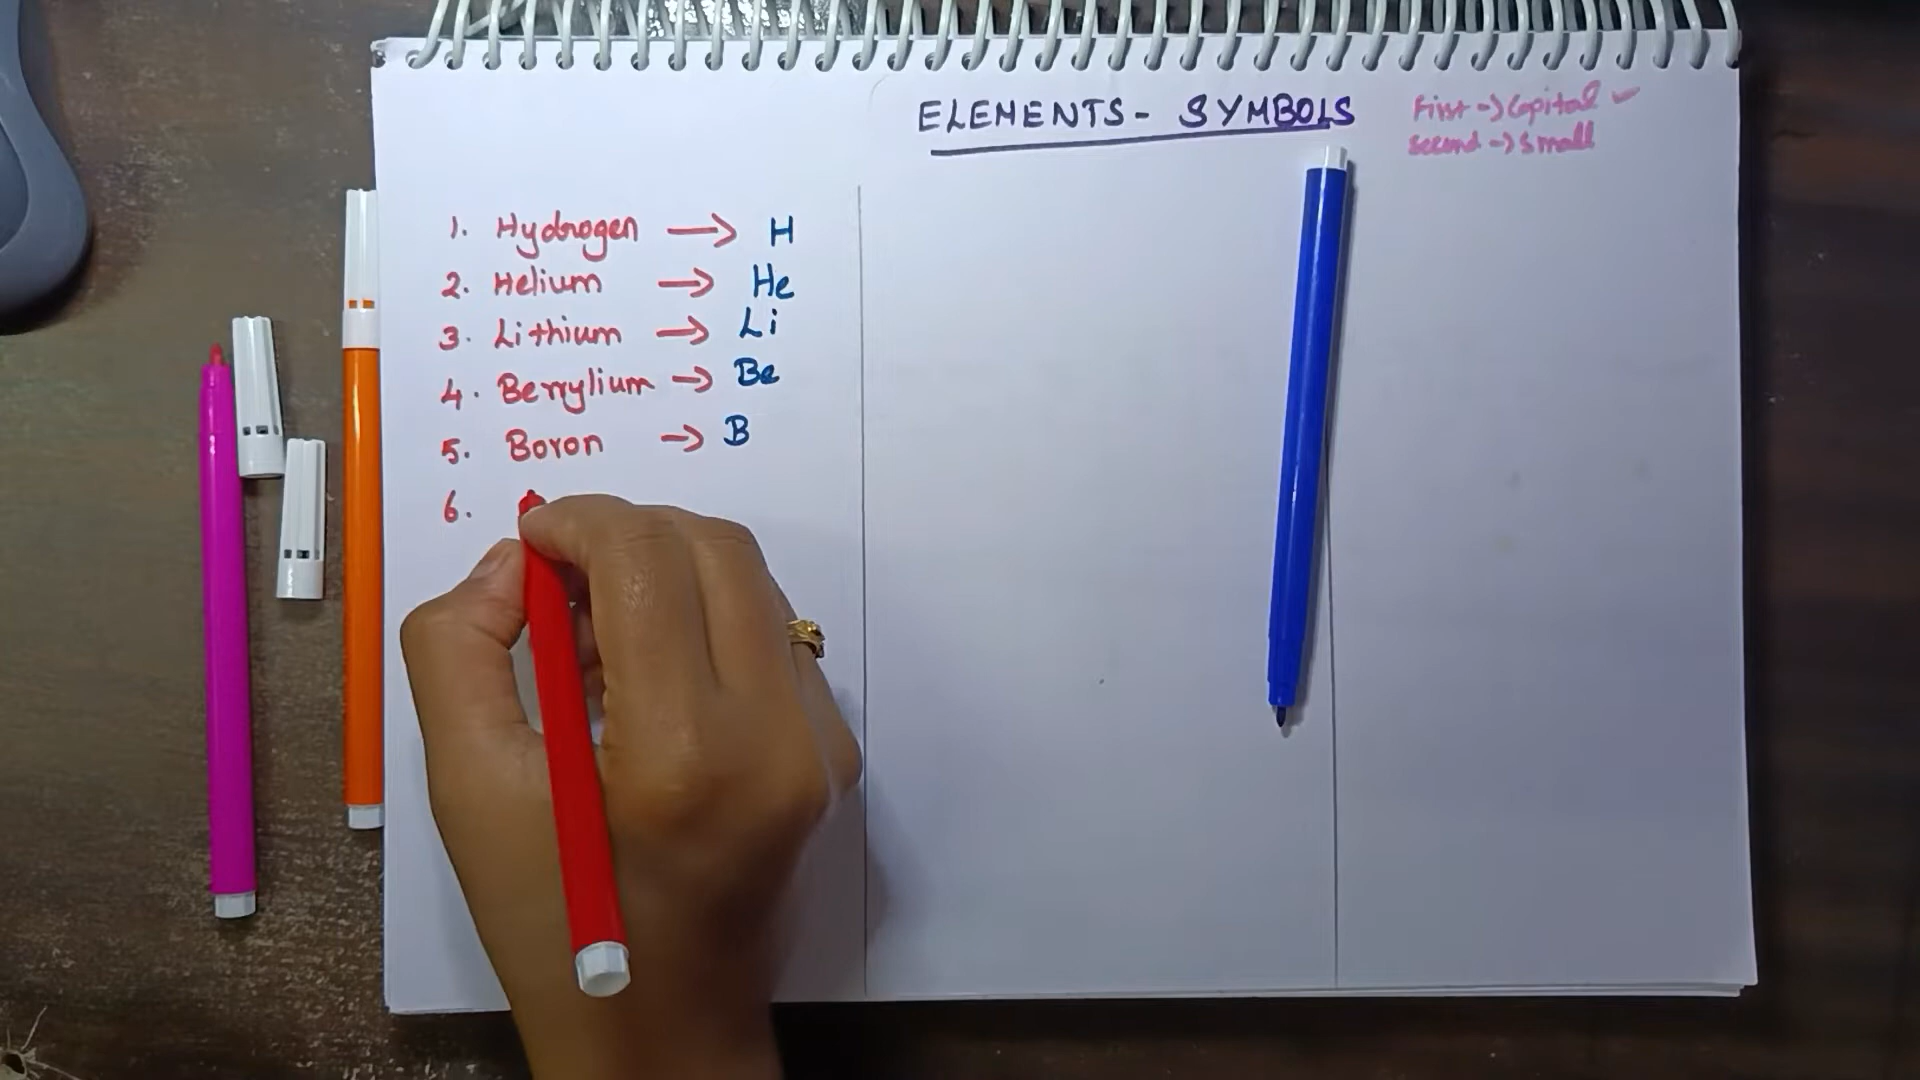 ELEMENTS - SYMBOLS
First -> Capital ✓
Second -> Small
1. Hydrogen -> H
2. Helium -> He
3. Lithium -> Li
4. Berrylium -> Be
5. Boron -> B
6.